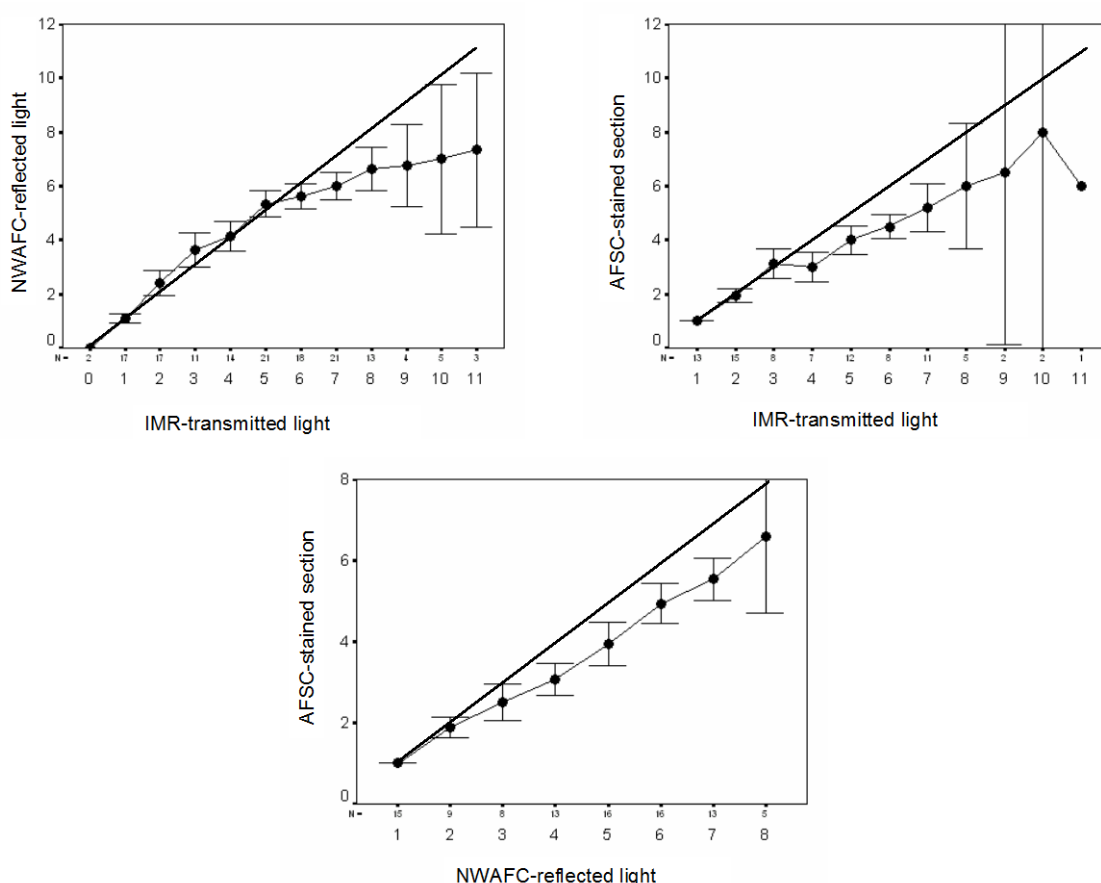 12
10
8
6
4
2
0
NWAFC-reflected light
N= 2 17 17 11 14 21 18 21 13 4 5 3
0 1 2 3 4 5 6 7 8 9 10 11
IMR-transmitted light
12
10
8
6
4
2
0
AFSC-stained section
N= 13 15 8 7 12 8 11 5 2 2 1
1 2 3 4 5 6 7 8 9 10 11
IMR-transmitted light
8
6
4
2
0
AFSC-stained section
N= 15 9 8 13 16 16 13 5
1 2 3 4 5 6 7 8
NWAFC-reflected light